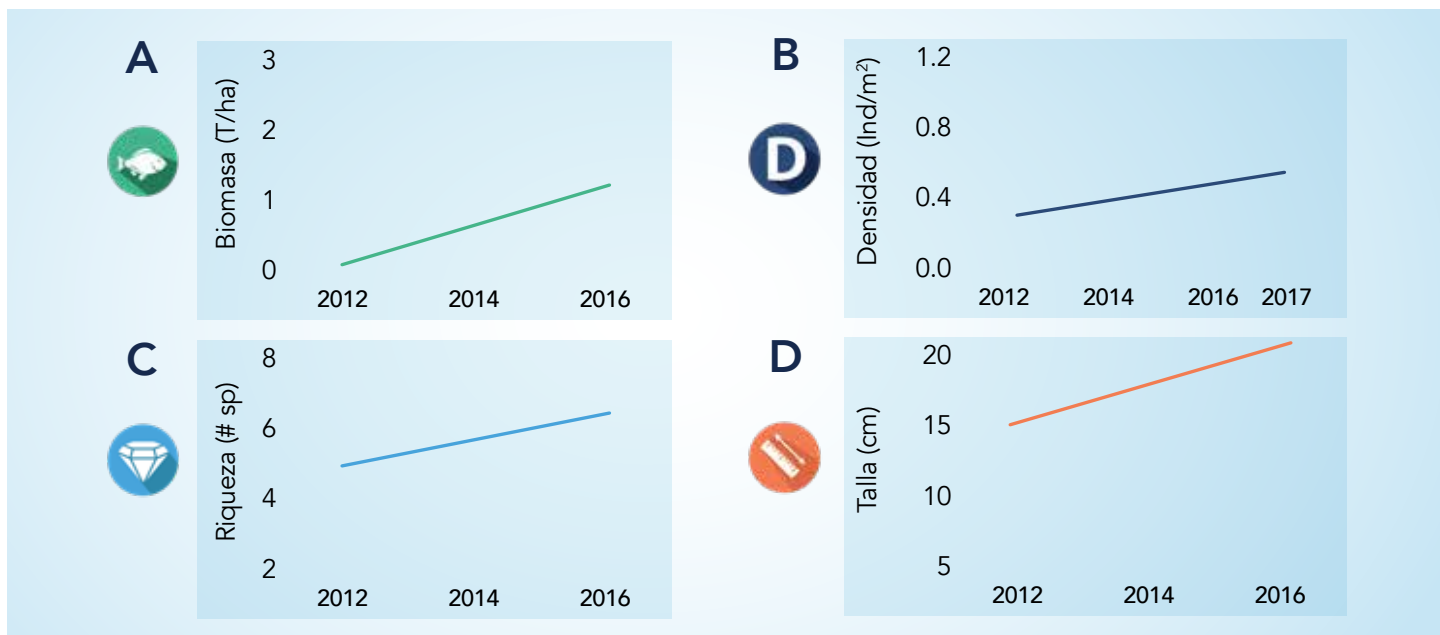 A
Biomasa (T/ha)
3
2
1
0
2012 2014 2016
B
D
Densidad (Ind/m²)
1.2
0.8
0.4
0.0
2012 2014 2016 2017
C
Riqueza (# sp)
8
6
4
2
2012 2014 2016
D
Talla (cm)
20
15
10
5
2012 2014 2016